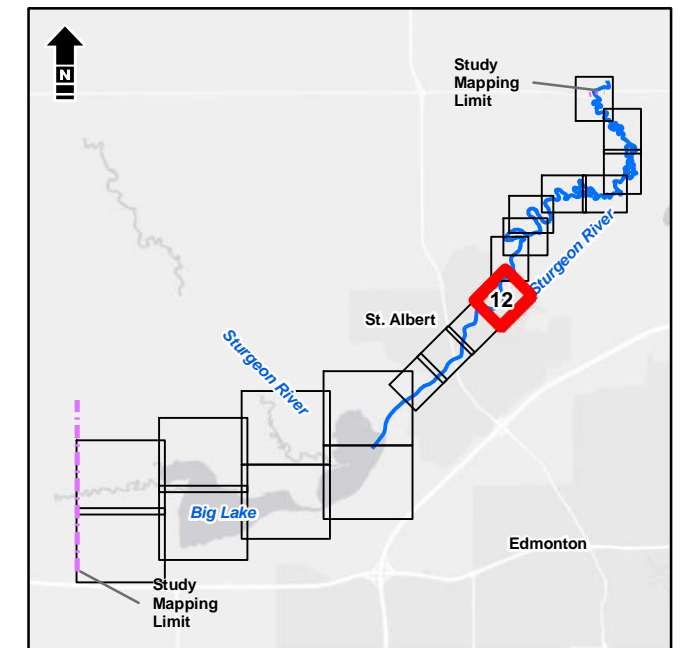 N
Study
Mapping
Limit
Sturgeon River
12
St. Albert
Sturgeon River
Big Lake
Edmonton
Study
Mapping
Limit